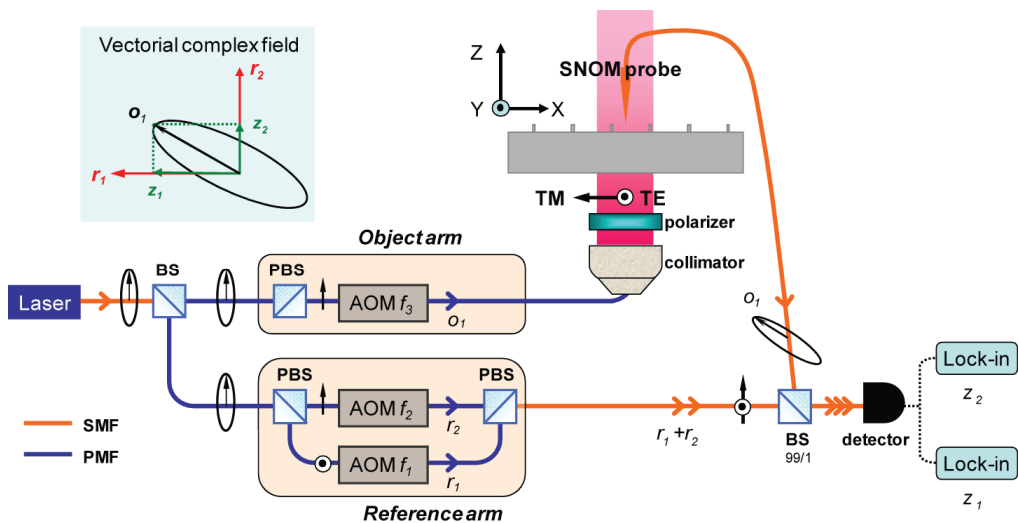 Vectorial complex field
r2
o1
z2
r1
z1
Z
Y
X
SNOM probe
TM
TE
polarizer
collimator
Object arm
Laser
BS
PBS
AOM f3
o1
o1
PBS
PBS
AOM f2
r2
AOM f1
r1
Reference arm
SMF
PMF
r1 +r2
BS
99/1
detector
Lock-in
z2
Lock-in
z1